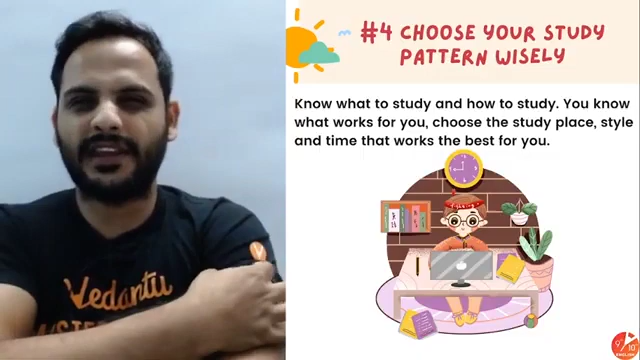 #4 CHOOSE YOUR STUDY
PATTERN WISELY
Know what to study and how to study. You know
what works for you, choose the study place, style
and time that works the best for you.
Vedantu